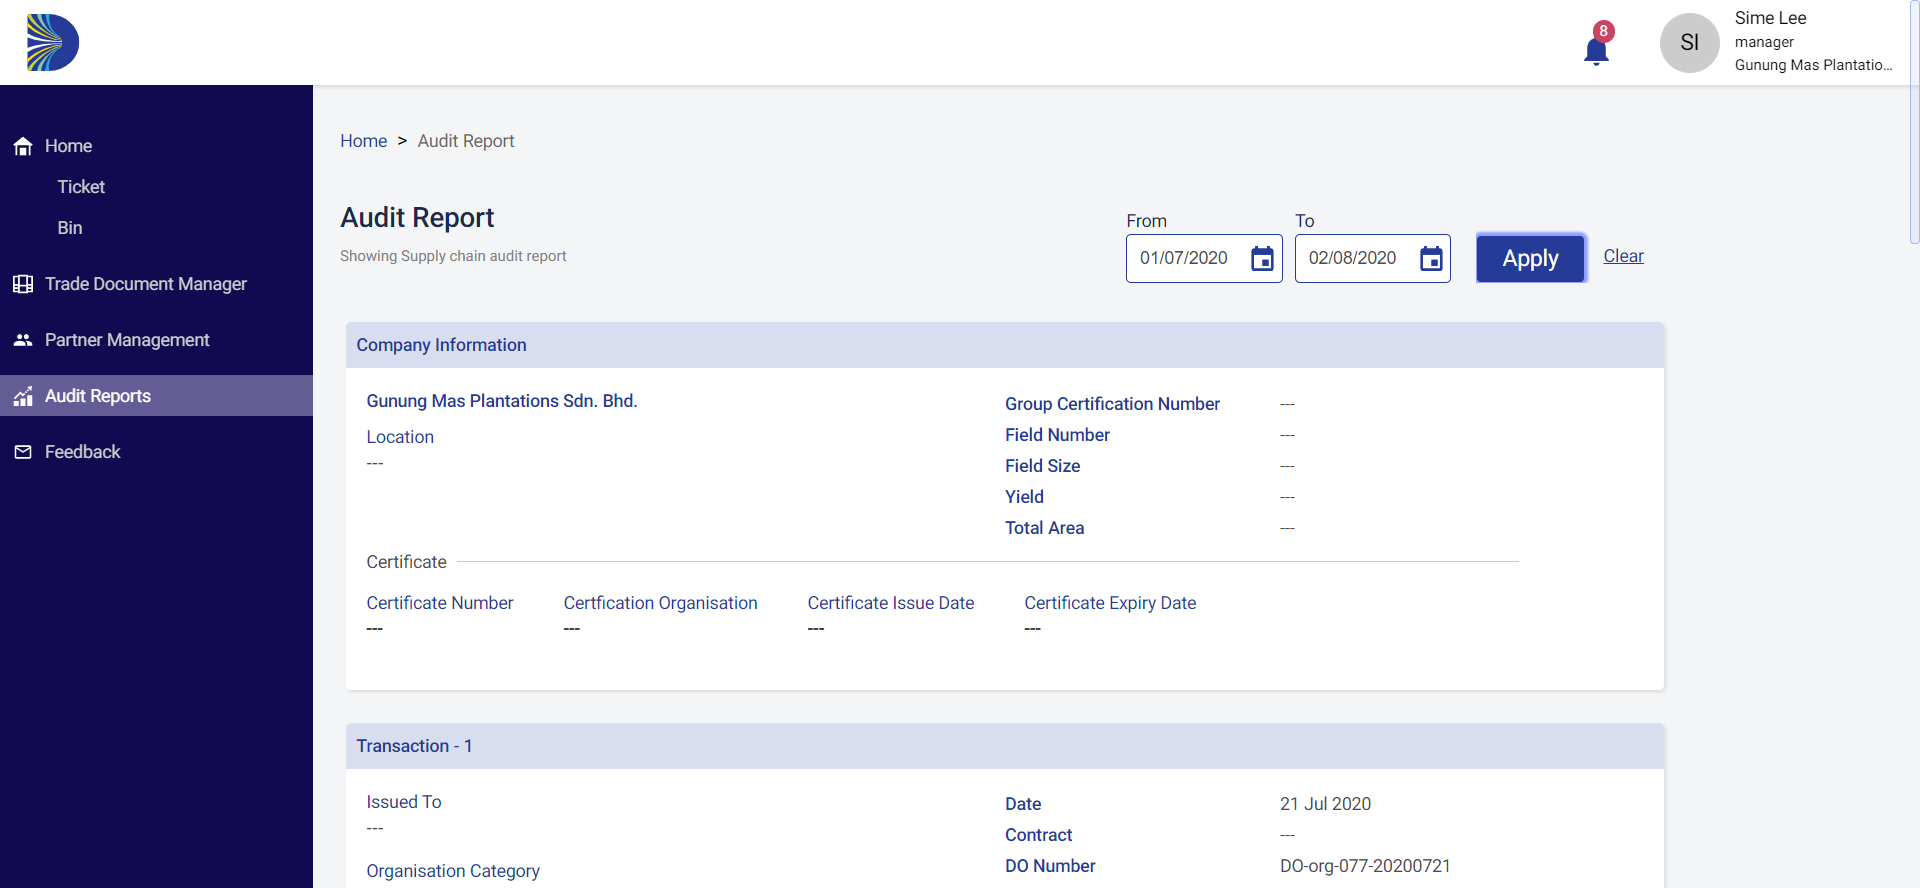 8
SI
Sime Lee
manager
Gunung Mas Plantatio...
Home
Ticket
Bin
Trade Document Manager
Partner Management
Audit Reports
Feedback
Home > Audit Report
Audit Report
Showing Supply chain audit report
From
To
01/07/2020
02/08/2020
Apply
Clear
Company Information
Gunung Mas Plantations Sdn. Bhd.
Location
---
Group Certification Number ---
Field Number ---
Field Size ---
Yield ---
Total Area ---
Certificate
Certificate Number Certfication Organisation Certificate Issue Date Certificate Expiry Date
--- --- --- ---
Transaction - 1
Issued To
---
Organisation Category
Date 21 Jul 2020
Contract ---
DO Number DO-org-077-20200721